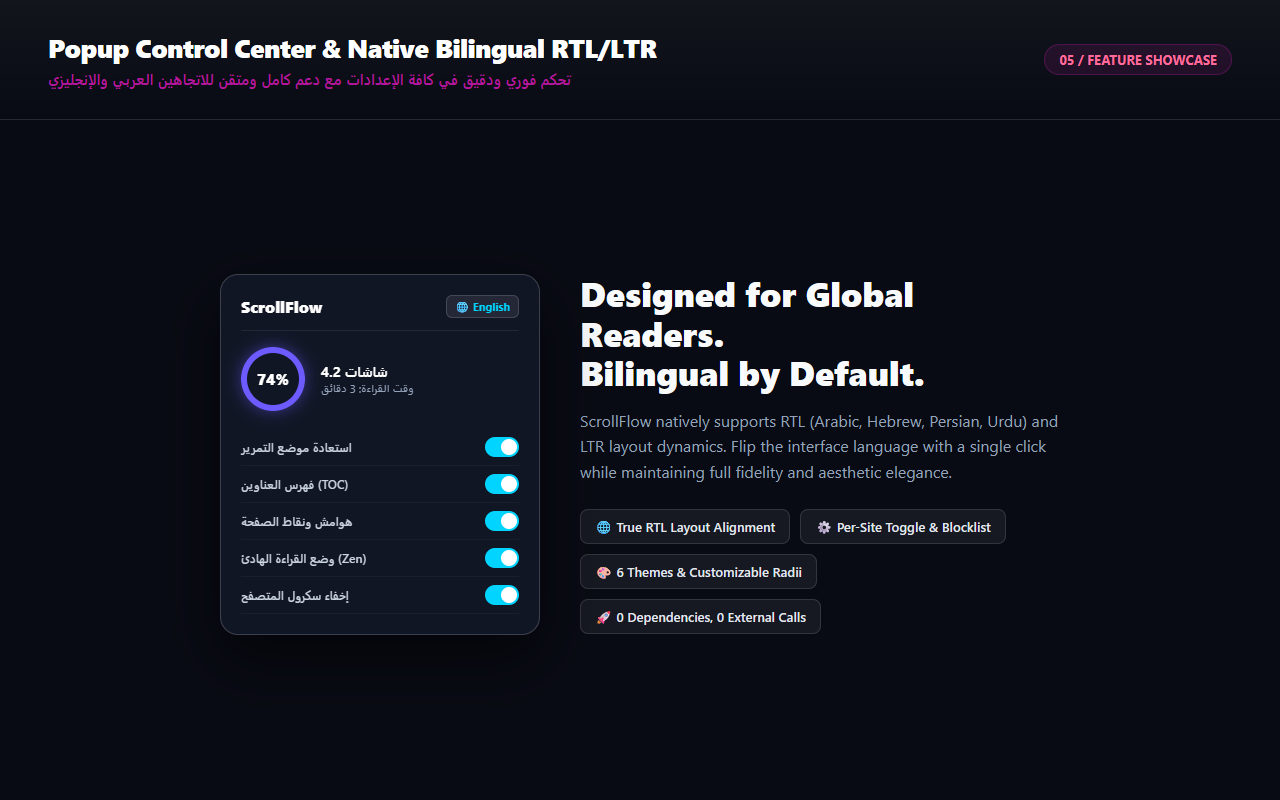 Popup Control Center & Native Bilingual RTL/LTR
تحكم فوري ودقيق في كافة الإعدادات مع دعم كامل ومتقن للاتجاهين العربي والإنجليزي
05 / FEATURE SHOWCASE
ScrollFlow
🌐 English
74%
4.2 شاشات
وقت القراءة: 3 دقائق
استعادة موضع التمرير
فهرس العناوين (TOC)
هوامش ونقاط الصفحة
وضع القراءة الهادئ (Zen)
إخفاء سكرول المتصفح
Designed for Global
Readers.
Bilingual by Default.
ScrollFlow natively supports RTL (Arabic, Hebrew, Persian, Urdu) and
LTR layout dynamics. Flip the interface language with a single click
while maintaining full fidelity and aesthetic elegance.
🌐 True RTL Layout Alignment
⚙️ Per-Site Toggle & Blocklist
🎨 6 Themes & Customizable Radii
🚀 0 Dependencies, 0 External Calls